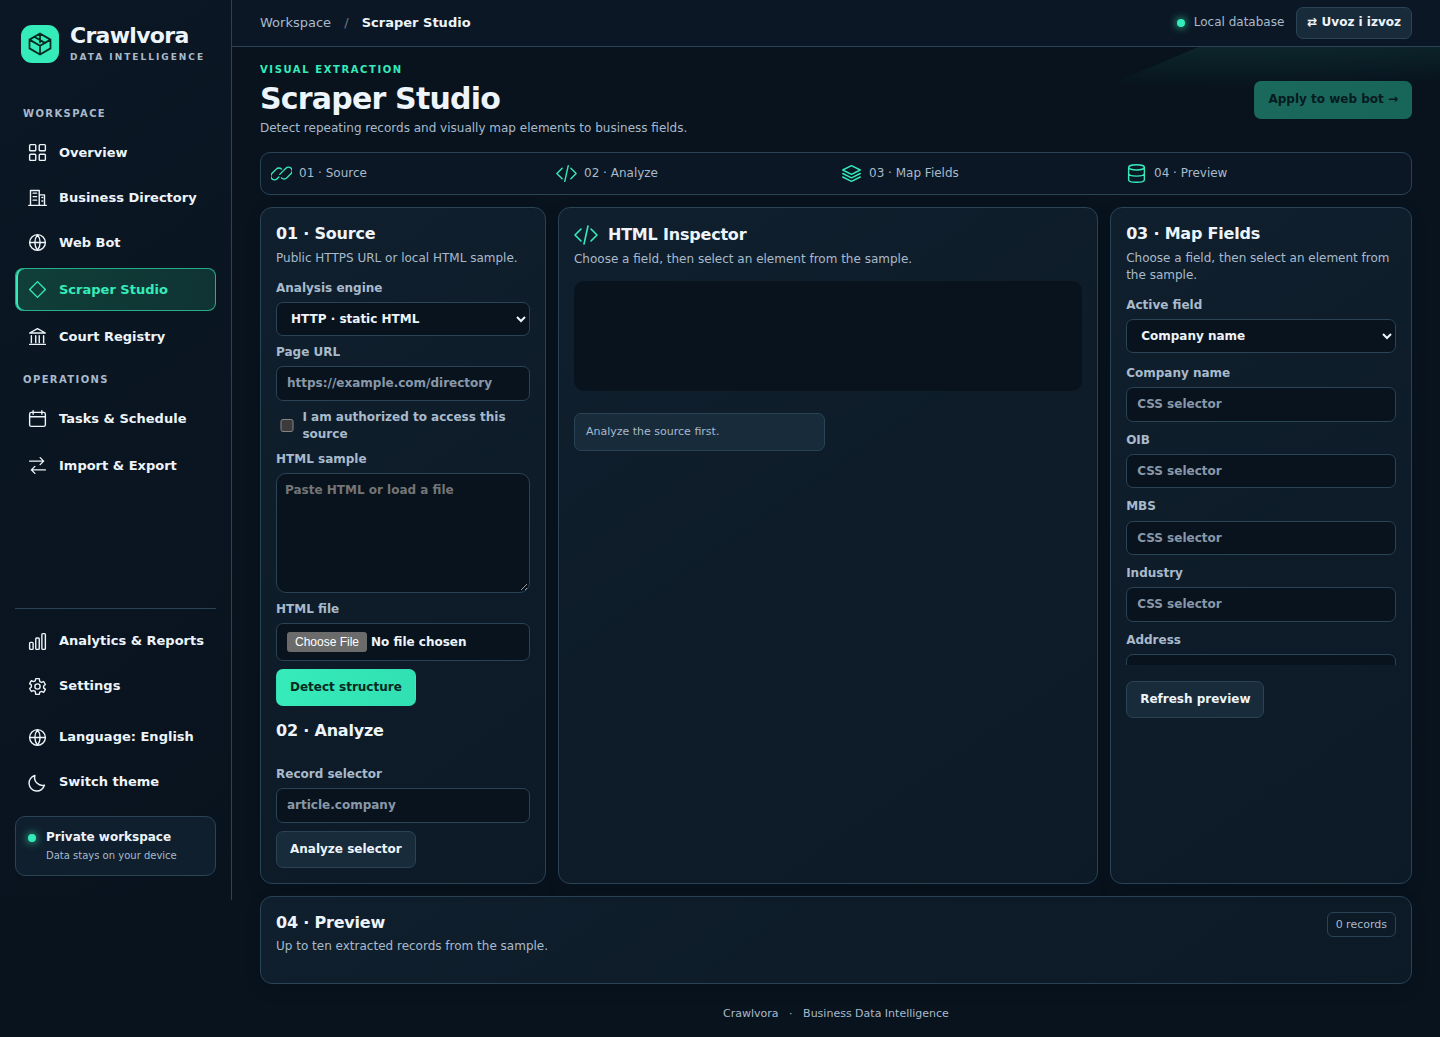 Crawlvora
DATA INTELLIGENCE
WORKSPACE
Overview
Business Directory
Web Bot
Scraper Studio
Court Registry
OPERATIONS
Tasks & Schedule
Import & Export
Analytics & Reports
Settings
Language: English
Switch theme
Private workspace
Data stays on your device
Workspace / Scraper Studio
Local database
⇄ Uvoz i izvoz
VISUAL EXTRACTION
Scraper Studio
Detect repeating records and visually map elements to business fields.
Apply to web bot →
01 · Source
02 · Analyze
03 · Map Fields
04 · Preview
01 · Source
Public HTTPS URL or local HTML sample.
Analysis engine
HTTP · static HTML
Page URL
https://example.com/directory
I am authorized to access this
source
HTML sample
Paste HTML or load a file
HTML file
Choose File No file chosen
Detect structure
02 · Analyze
Record selector
article.company
Analyze selector
HTML Inspector
Choose a field, then select an element from the sample.
Analyze the source first.
03 · Map Fields
Choose a field, then select an element from
the sample.
Active field
Company name
Company name
CSS selector
OIB
CSS selector
MBS
CSS selector
Industry
CSS selector
Address
Refresh preview
04 · Preview
Up to ten extracted records from the sample.
0 records
Crawlvora · Business Data Intelligence